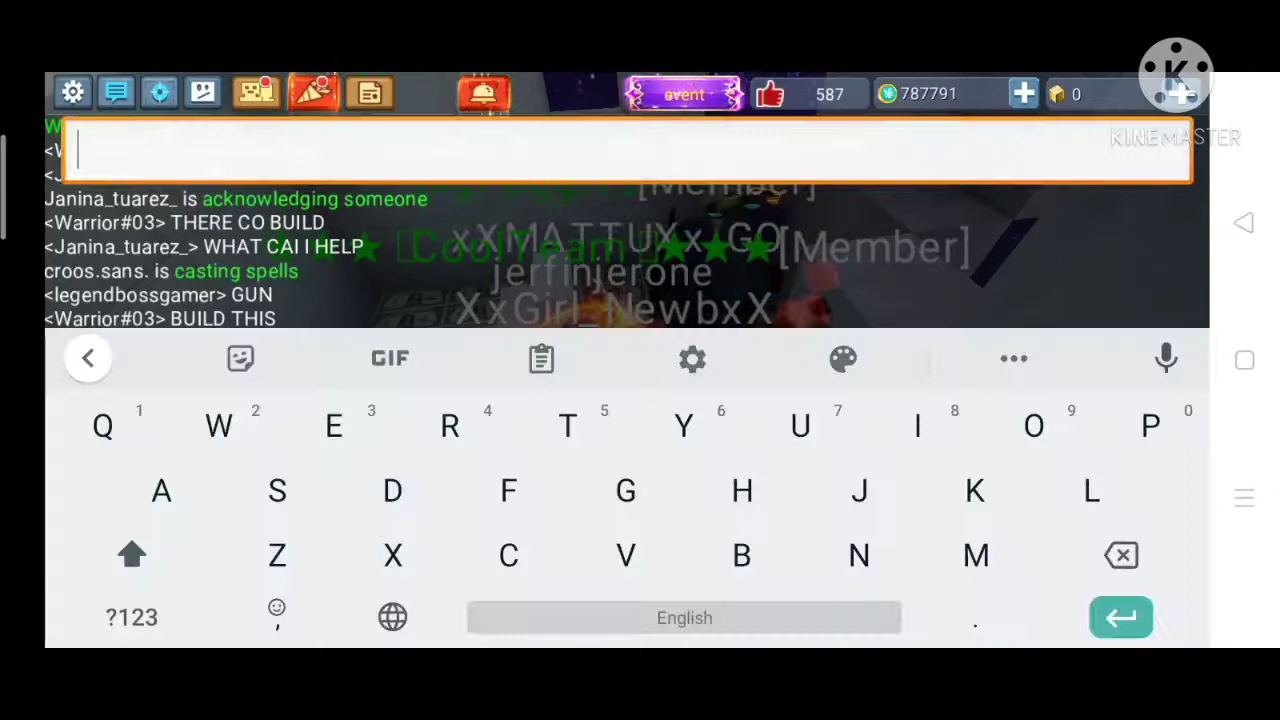 event 587 787791 0
KINEMASTER
Janina_tuarez_ is acknowledging someone
<Warrior#03> THERE CO BUILD
<Janina_tuarez_> WHAT CAI I HELP
croos.sans. is casting spells
<legendbossgamer> GUN
<Warrior#03> BUILD THIS
[Member]
xXMATTUXx_GO
★ ★ CoolTeam ★ ★ ★ [Member]
jerfinjerone
XxGirl_NewbxX
GIF
Q 1 W 2 E 3 R 4 T 5 Y 6 U 7 I 8 O 9 P 0
A S D F G H J K L
Z X C V B N M
?123 , English .